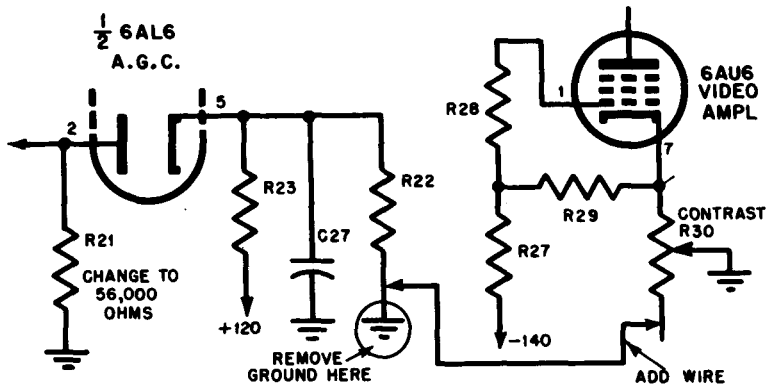 1/2 6AL6
A.G.C.
2
5
R21
CHANGE TO
56,000
OHMS
R23
+120
C27
R22
REMOVE
GROUND HERE
R28
1
6AU6
VIDEO
AMPL
7
R29
R27
-140
CONTRAST
R30
ADD WIRE